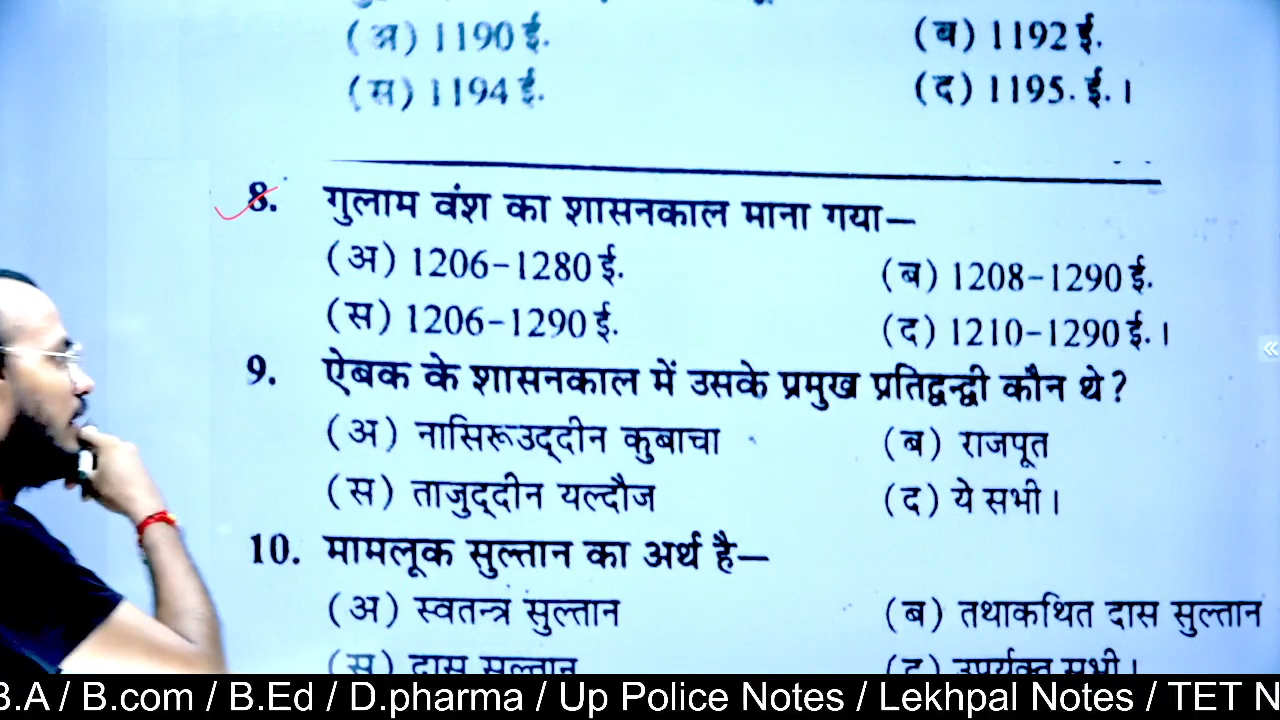 (अ) 1190 ई. (ब) 1192 ई.
(स) 1194 ई. (द) 1195. ई.।
8. गुलाम वंश का शासनकाल माना गया—
(अ) 1206-1280 ई. (ब) 1208-1290 ई.
(स) 1206-1290 ई. (द) 1210-1290 ई.।
9. ऐबक के शासनकाल में उसके प्रमुख प्रतिद्वन्द्वी कौन थे?
(अ) नासिरूउद्दीन कुबाचा (ब) राजपूत
(स) ताजुद्दीन यल्दौज (द) ये सभी।
10. मामलूक सुल्तान का अर्थ है—
(अ) स्वतन्त्र सुल्तान (ब) तथाकथित दास सुल्तान
(स) दास सुल्तान (द) उपर्युक्त सभी।
B.A / B.com / B.Ed / D.pharma / Up Police Notes / Lekhpal Notes / TET N